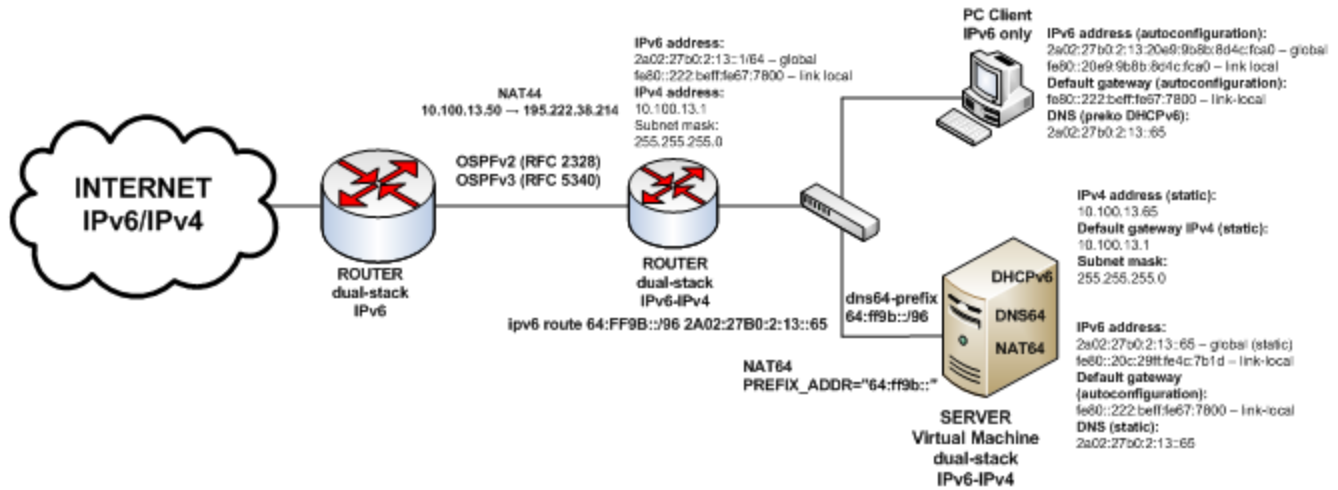 INTERNET
IPv6/IPv4
ROUTER
dual-stack
IPv6
NAT44
10.100.13.50 → 195.222.38.214
OSPFv2 (RFC 2328)
OSPFv3 (RFC 5340)
IPv6 address:
2a02:27b0:2:13::1/64 – global
fe80::222:beff:fe67:7800 – link local
IPv4 address:
10.100.13.1
Subnet mask:
255.255.255.0
ROUTER
dual-stack
IPv6-IPv4
ipv6 route 64:FF9B::/96 2A02:27B0:2:13::65
PC Client
IPv6 only
IPv6 address (autoconfiguration):
2a02:27b0:2:13:20e9:9b8b:8d4c:fca0 – global
fe80::20e9:9b8b:8d4c:fca0 – link local
Default gateway (autoconfiguration):
fe80::222:beff:fe67:7800 – link-local
DNS (preko DHCPv6):
2a02:27b0:2:13::65
dns64-prefix
64:ff9b::/96
NAT64
PREFIX_ADDR="64:ff9b::"
DHCPv6
DNS64
NAT64
SERVER
Virtual Machine
dual-stack
IPv6-IPv4
IPv4 address (static):
10.100.13.65
Default gateway IPv4 (static):
10.100.13.1
Subnet mask:
255.255.255.0
IPv6 address:
2a02:27b0:2:13::65 – global (static)
fe80::20c:29ff:fe4c:7b1d – link-local
Default gateway
(autoconfiguration):
fe80::222:beff:fe67:7800 – link-local
DNS (static):
2a02:27b0:2:13::65